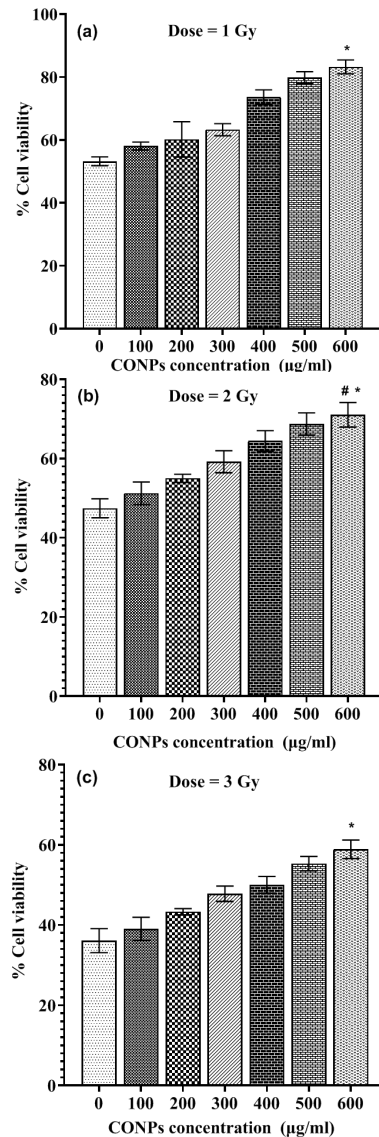 (a)
Dose = 1 Gy
*
100
80
60
40
20
0
% Cell viability
0 100 200 300 400 500 600
CONPs concentration (µg/ml)
(b)
Dose = 2 Gy
# *
80
60
40
20
0
% Cell viability
0 100 200 300 400 500 600
CONPs concentration (µg/ml)
(c)
Dose = 3 Gy
*
80
60
40
20
0
% Cell viability
0 100 200 300 400 500 600
CONPs concentration (µg/ml)